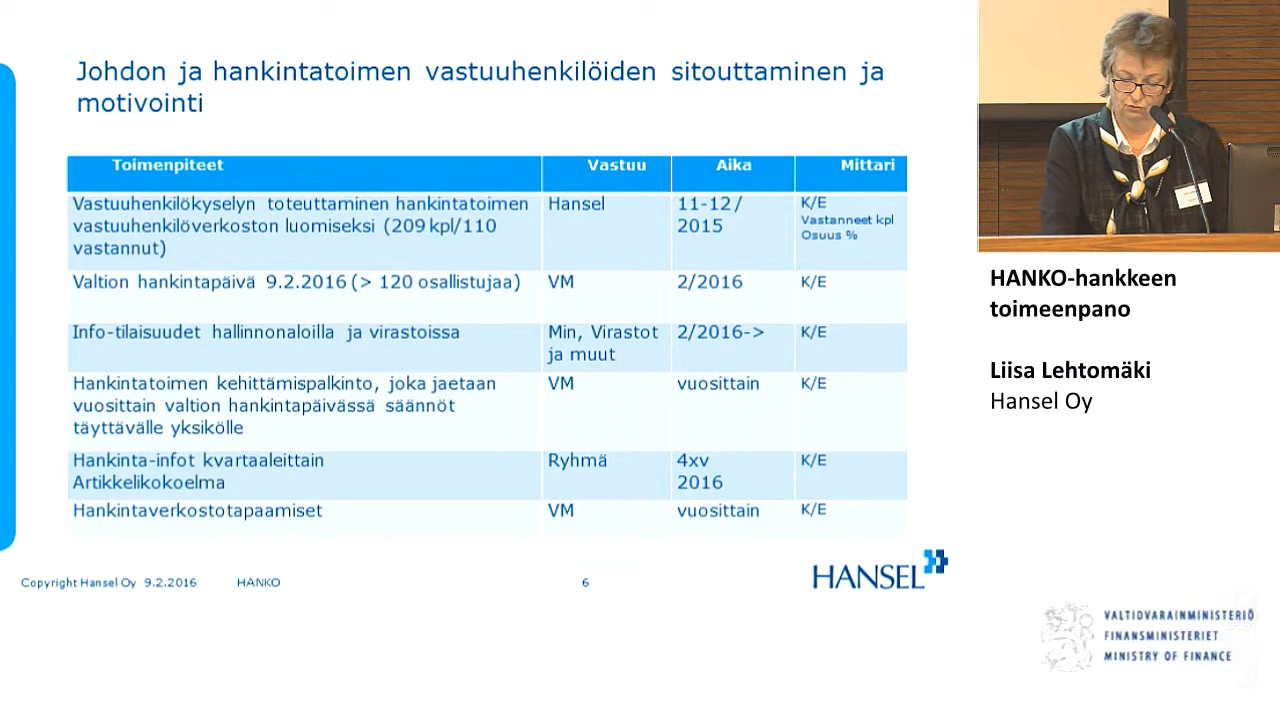 Johdon ja hankintatoimen vastuuhenkilöiden sitouttaminen ja
motivointi
Toimenpiteet Vastuu Aika Mittari
Vastuuhenkilökyselyn toteuttaminen hankintatoimen
vastuuhenkilöverkoston luomiseksi (209 kpl/110
vastannut)
Hansel
11-12/
2015
K/E
Vastanneet kpl
Osuus %
Valtion hankintapäivä 9.2.2016 (> 120 osallistujaa)
VM
2/2016
K/E
Info-tilaisuudet hallinnonaloilla ja virastoissa
Min, Virastot
ja muut
2/2016->
K/E
Hankintatoimen kehittämispalkinto, joka jaetaan
vuosittain valtion hankintapäivässä säännöt
täyttävälle yksikölle
VM
vuosittain
K/E
Hankinta-infot kvartaaleittain
Artikkelikokoelma
Ryhmä
4xv
2016
K/E
Hankintaverkostotapaamiset
VM
vuosittain
K/E
Copyright Hansel Oy 9.2.2016 HANKO 6
HANSEL
HANKO-hankkeen
toimeenpano
Liisa Lehtomäki
Hansel Oy
VALTIOVARAINMINISTERIÖ
FINANSMINISTERIET
MINISTRY OF FINANCE